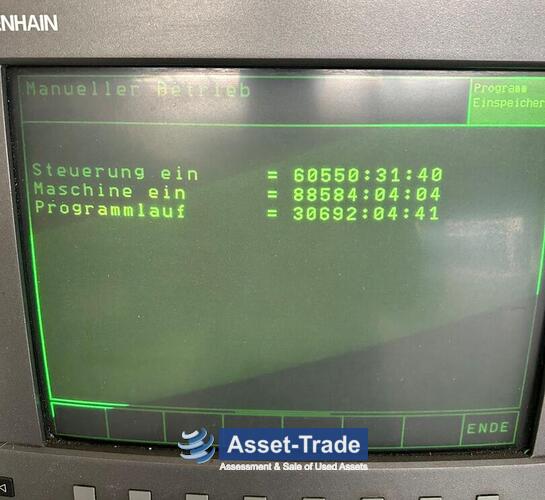 ENHAIN
Manueller Betrieb
Programm
Einspeicher
Steuerung ein = 60550:31:40
Maschine ein = 88584:04:04
Programmlauf = 30692:04:41
ENDE
Asset-Trade
Assessment & Sale of Used Assets